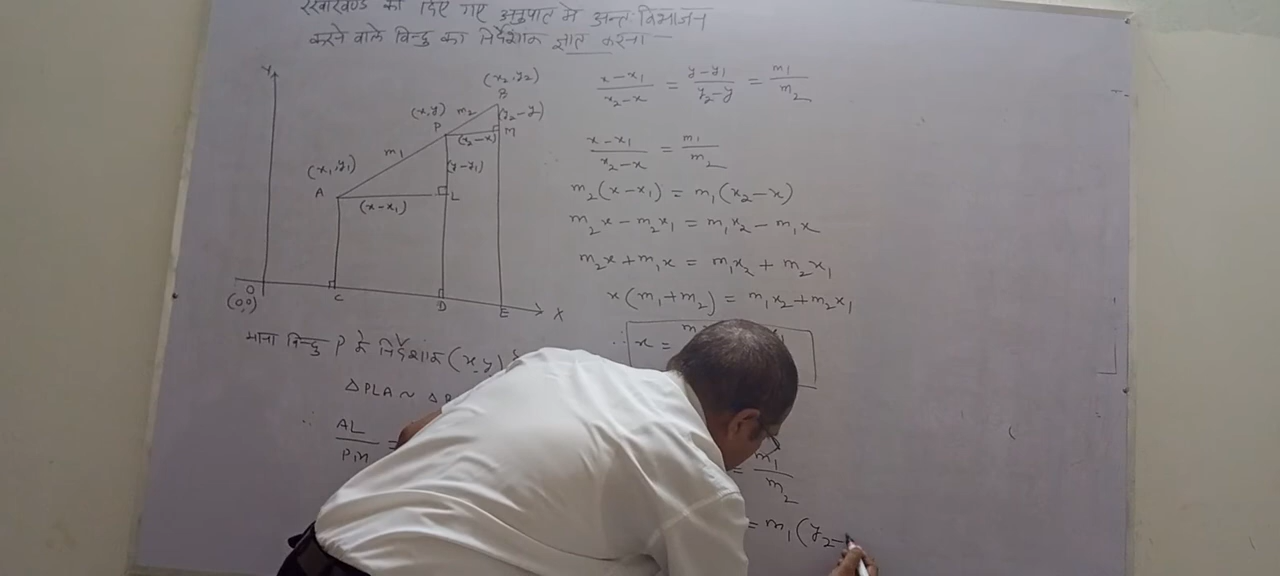 रेखाखण्ड को दिए गए अनुपात में अन्तः विभाजन
करने वाले बिन्दु का निर्देशांक ज्ञात करना —
Y
(x₂, y₂)
B
(x, y) m₂ (y₂-y)
P
(x₂-x) M
m₁
(x₁, y₁) (y-y₁)
A L
(x-x₁)
O C D E X
(0,0)
माना बिन्दु P के निर्देशांक (x, y)
ΔPLA ~ Δ
∴ AL/PM =
(x-x₁)/(x₂-x) = (y-y₁)/(y₂-y) = m₁/m₂
(x-x₁)/(x₂-x) = m₁/m₂
m₂(x-x₁) = m₁(x₂-x)
m₂x - m₂x₁ = m₁x₂ - m₁x
m₂x + m₁x = m₁x₂ + m₂x₁
x(m₁+m₂) = m₁x₂+m₂x₁
∴ x =
= m₁/m₂
= m₁(y₂-